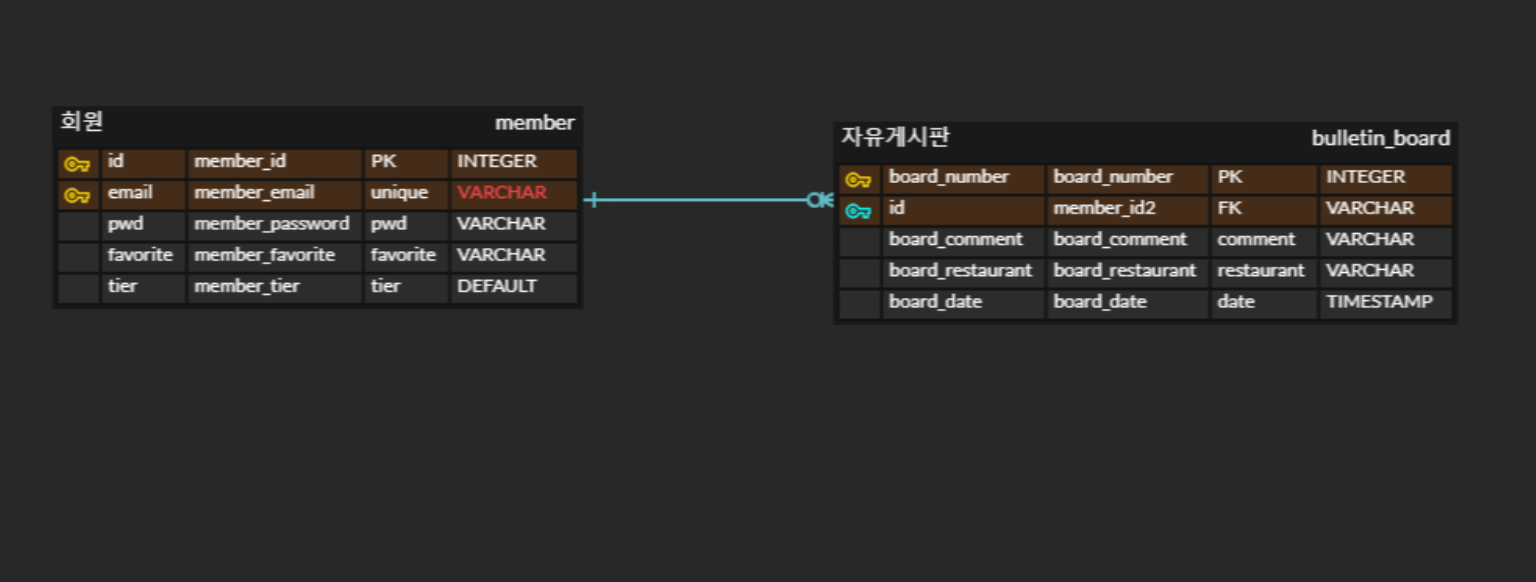 회원 member
id member_id PK INTEGER
email member_email unique VARCHAR
pwd member_password pwd VARCHAR
favorite member_favorite favorite VARCHAR
tier member_tier tier DEFAULT
자유게시판 bulletin_board
board_number board_number PK INTEGER
id member_id2 FK VARCHAR
board_comment board_comment comment VARCHAR
board_restaurant board_restaurant restaurant VARCHAR
board_date board_date date TIMESTAMP